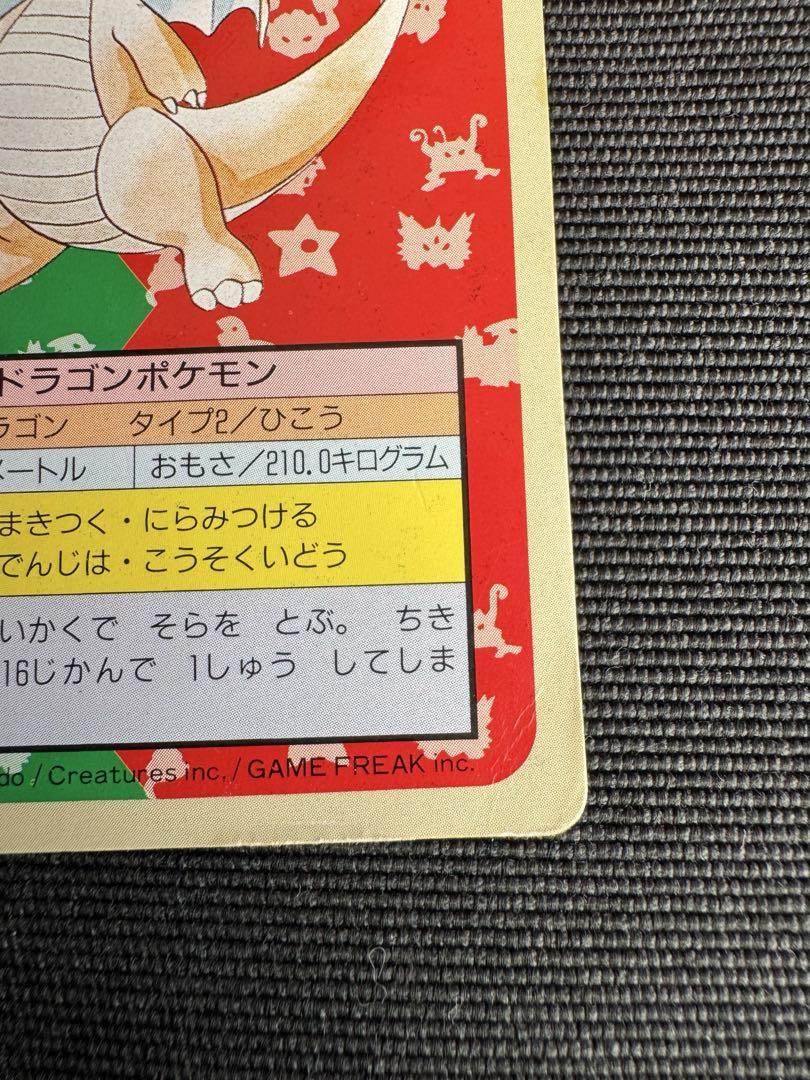 ドラゴンポケモン
ラゴン タイプ2／ひこう
メートル おもさ／210.0キログラム
まきつく・にらみつける
でんじは・こうそくいどう
いかくで そらを とぶ。 ちき
16じかんで 1しゅう してしま
do / Creatures inc. / GAME FREAK inc.